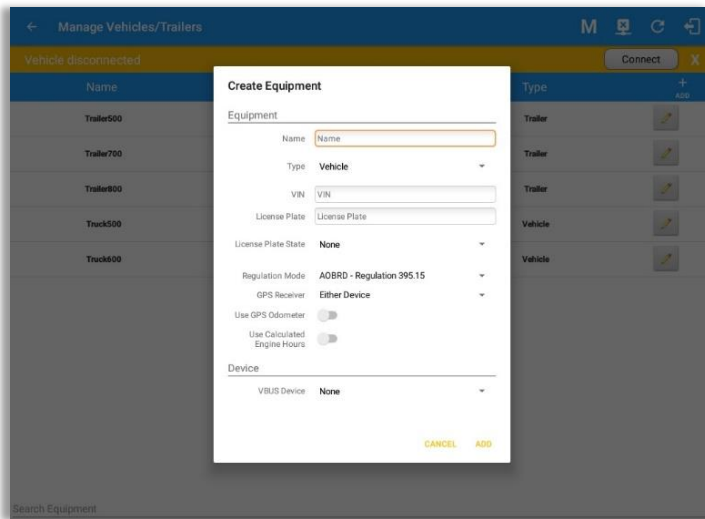 Manage Vehicles/Trailers
M
Vehicle disconnected
Connect
X
Name
Type
+
ADD
Trailer500
Trailer
Trailer700
Trailer
Trailer800
Trailer
Truck500
Vehicle
Truck600
Vehicle
Create Equipment
Equipment
Name
Name
Type
Vehicle
VIN
VIN
License Plate
License Plate
License Plate State
None
Regulation Mode
AOBRD - Regulation 395.15
GPS Receiver
Either Device
Use GPS Odometer
Use Calculated
Engine Hours
Device
VBUS Device
None
CANCEL
ADD
Search Equipment